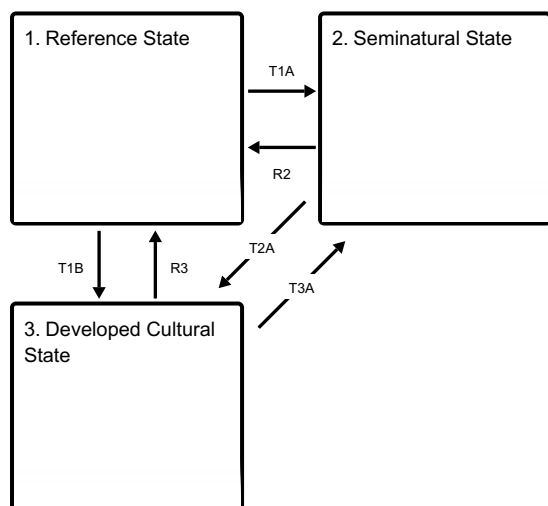 1. Reference State
2. Seminatural State
T1A
R2
T1B
R3
T2A
T3A
3. Developed Cultural
State